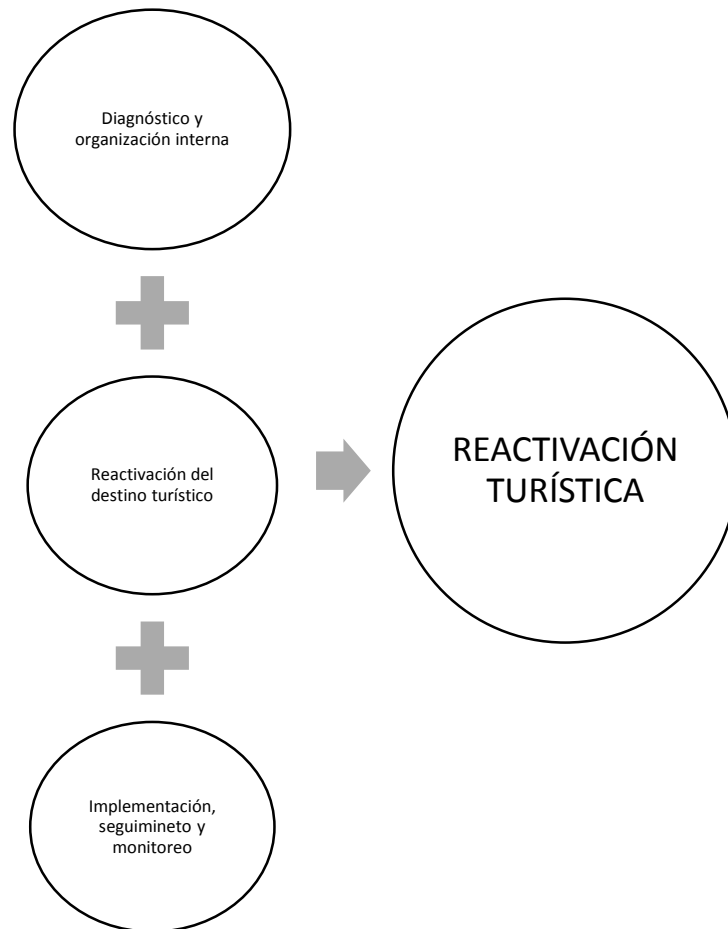 Diagnóstico y
organización interna
Reactivación del
destino turístico
REACTIVACIÓN
TURÍSTICA
Implementación,
seguimineto y
monitoreo